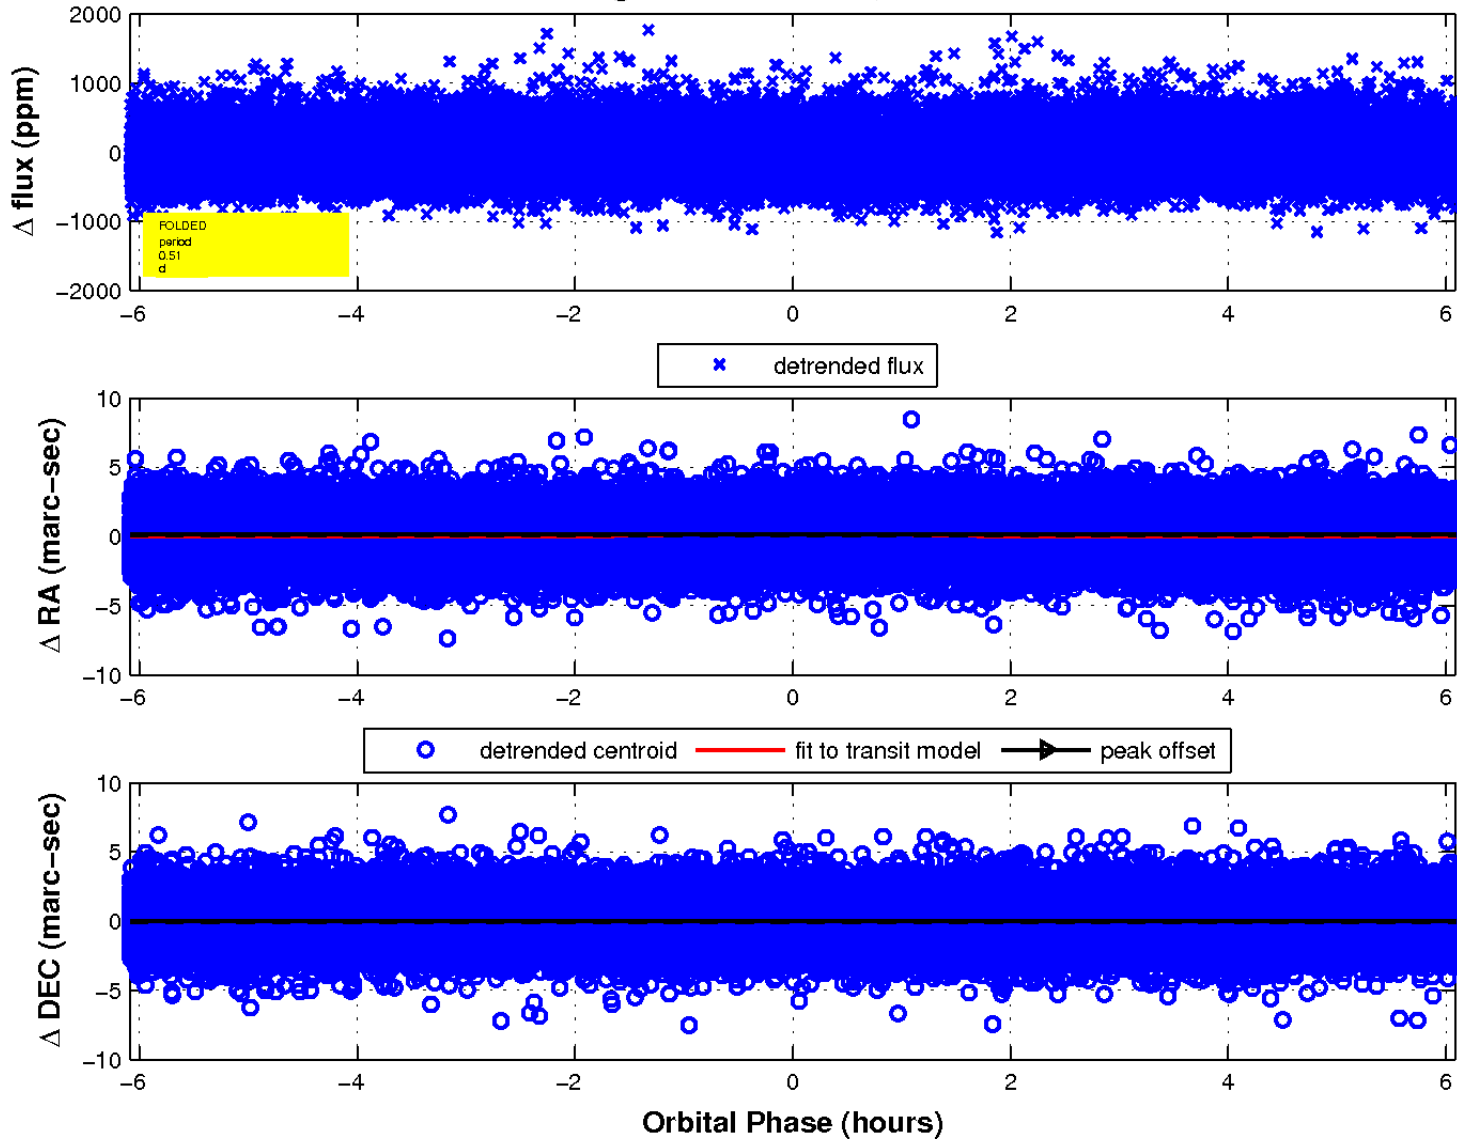 2000
1000
0
−1000
−2000
Δ flux (ppm)
FOLDED
period
0.51
d
−6 −4 −2 0 2 4 6
detrended flux
10
5
0
−5
−10
Δ RA (marc−sec)
−6 −4 −2 0 2 4 6
detrended centroid fit to transit model peak offset
10
5
0
−5
−10
Δ DEC (marc−sec)
−6 −4 −2 0 2 4 6
Orbital Phase (hours)